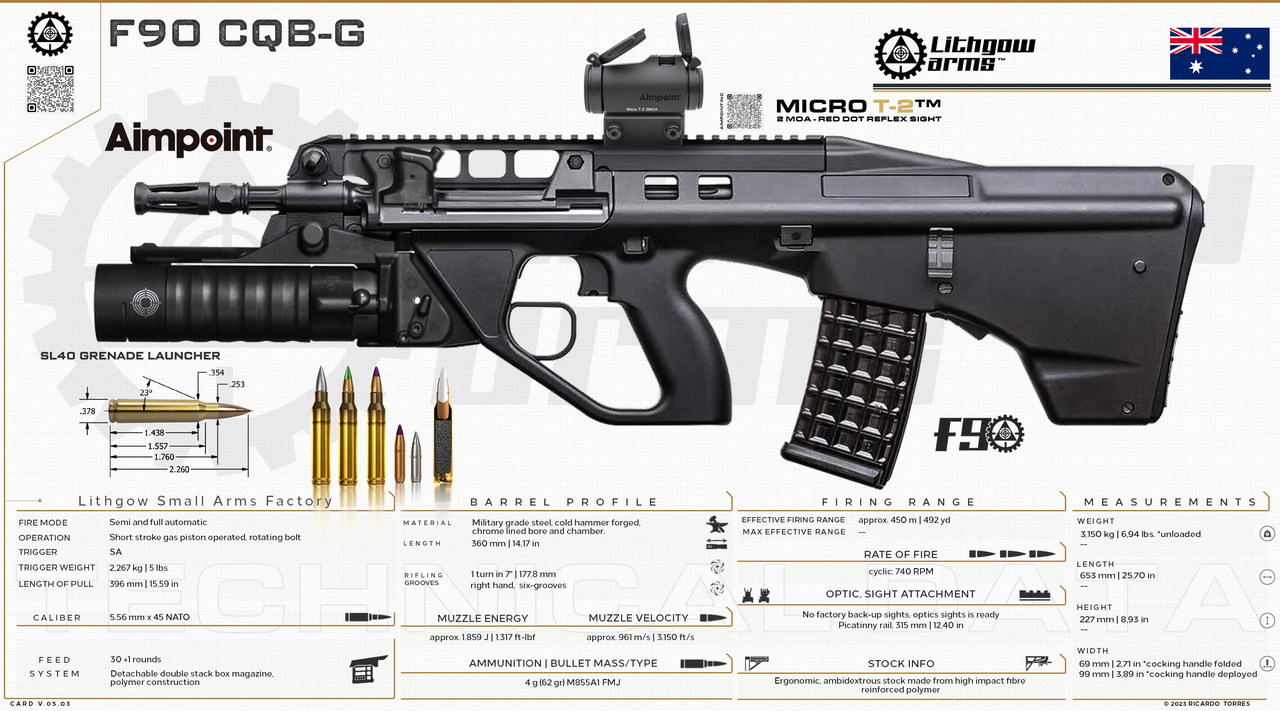 F90 CQB-G
Lithgow
arms™
Aimpoint®
Aimpoint
Micro T-2 2MOA
AIMPOINT INC
MICRO T-2™
2 MOA - RED DOT REFLEX SIGHT
SL40 GRENADE LAUNCHER
.354
.253
23°
.378
1.438
1.557
1.760
2.260
F90
Lithgow Small Arms Factory
FIRE MODE Semi and full automatic
OPERATION Short stroke gas piston operated, rotating bolt
TRIGGER SA
TRIGGER WEIGHT 2,267 kg | 5 lbs
LENGTH OF PULL 396 mm | 15,59 in
CALIBER 5.56 mm x 45 NATO
FEED SYSTEM
30 +1 rounds
Detachable double stack box magazine,
polymer construction
BARREL PROFILE
MATERIAL Military grade steel, cold hammer forged,
chrome lined bore and chamber.
LENGTH 360 mm | 14,17 in
RIFLING 1 turn in 7" | 177,8 mm
GROOVES right hand, six-grooves
MUZZLE ENERGY MUZZLE VELOCITY
approx. 1.859 J | 1.317 ft-lbf approx. 961 m/s | 3.150 ft/s
AMMUNITION | BULLET MASS/TYPE
4 g (62 gr) M855A1 FMJ
FIRING RANGE
EFFECTIVE FIRING RANGE approx. 450 m | 492 yd
MAX EFFECTIVE RANGE --
RATE OF FIRE
cyclic: 740 RPM
OPTIC, SIGHT ATTACHMENT
No factory back-up sights, optics sights is ready
Picatinny rail, 315 mm | 12,40 in
STOCK INFO
Ergonomic, ambidextrous stock made from high impact fibre
reinforced polymer
MEASUREMENTS
WEIGHT
3,150 kg | 6,94 lbs. *unloaded
--
LENGTH
653 mm | 25,70 in
--
HEIGHT
227 mm | 8,93 in
--
WIDTH
69 mm | 2,71 in *cocking handle folded
99 mm | 3,89 in *cocking handle deployed
TECHNICAL DATA
CARD V.05.03
© 2023 RICARDO TORRES